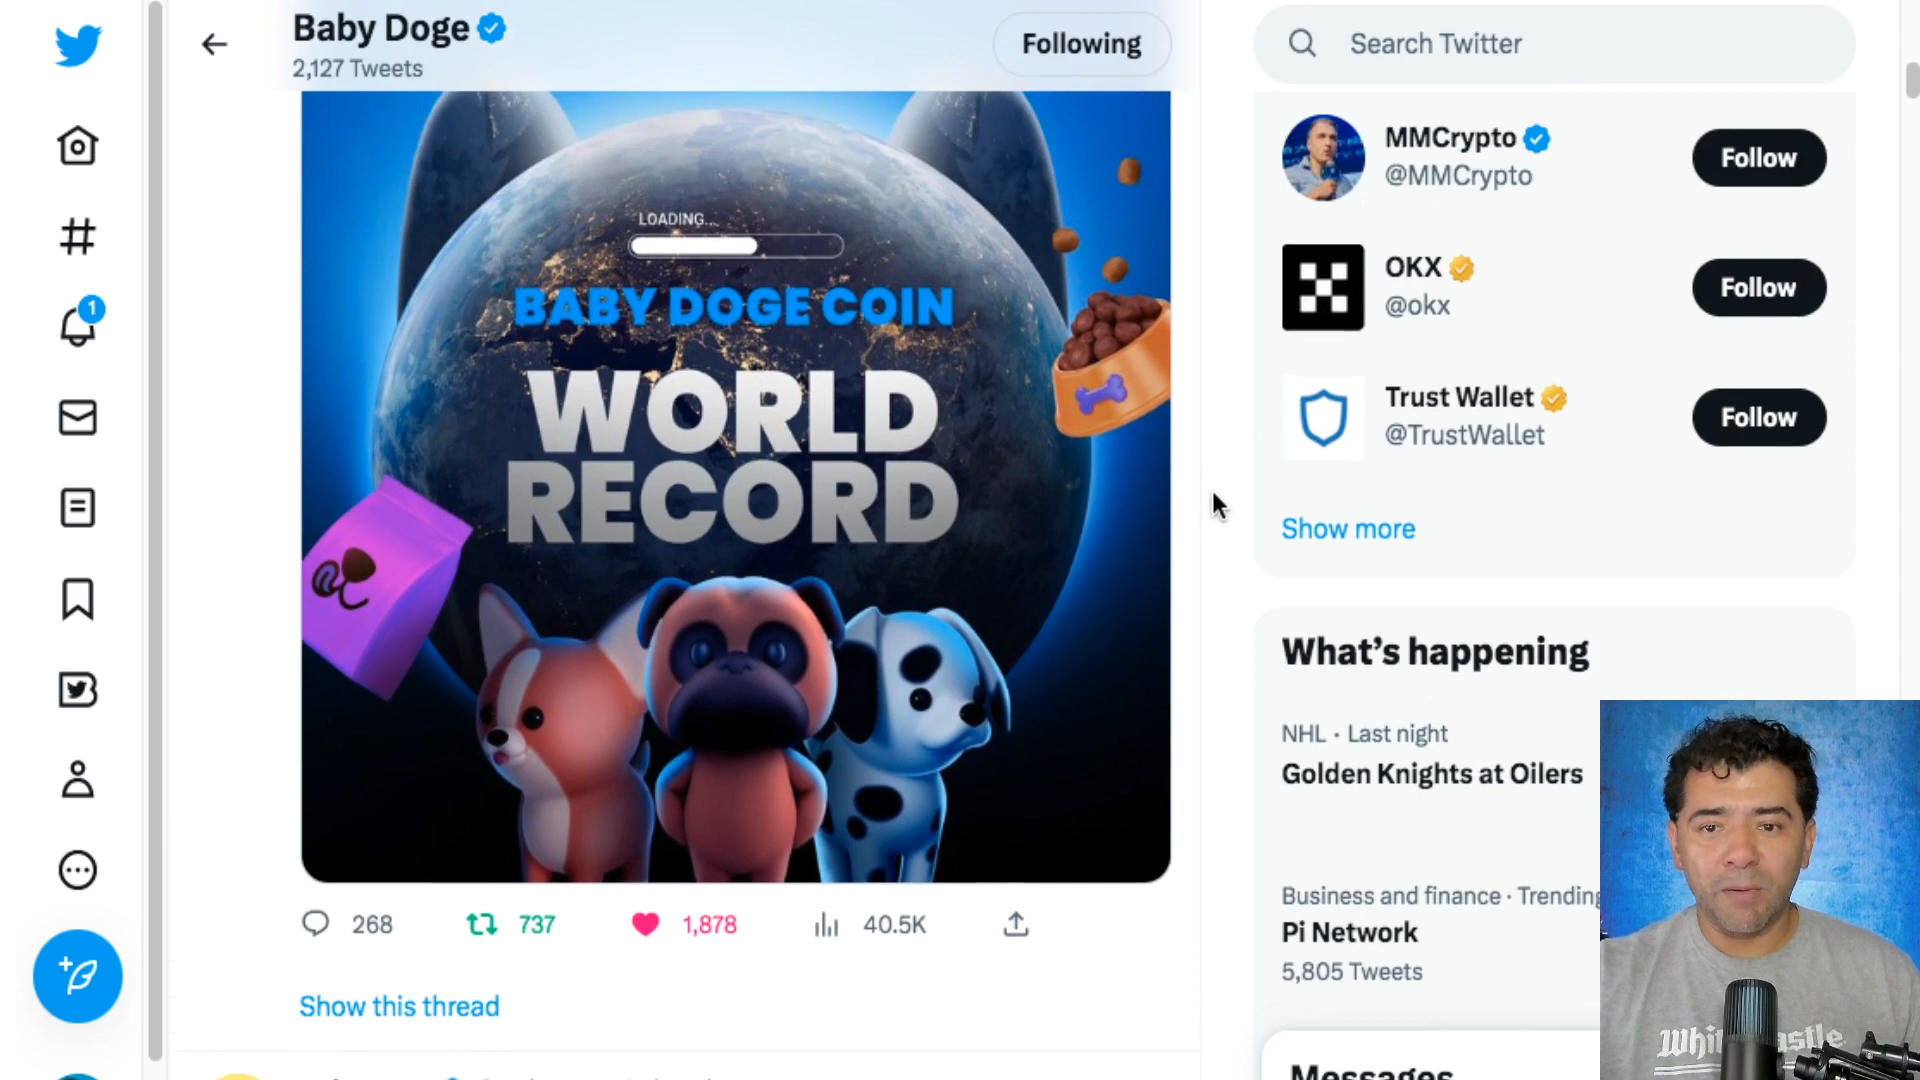 Baby Doge
2,127 Tweets
Following
Search Twitter
1
LOADING..
BABY DOGE COIN
WORLD
RECORD
268
737
1,878
40.5K
Show this thread
MMCrypto
@MMCrypto
Follow
OKX
@okx
Follow
Trust Wallet
@TrustWallet
Follow
Show more
What's happening
NHL · Last night
Golden Knights at Oilers
Business and finance · Trending
Pi Network
5,805 Tweets
Messages